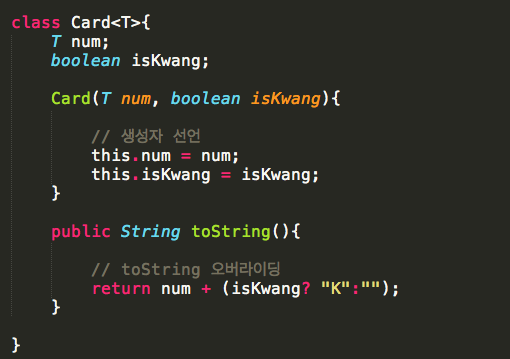 class Card<T>{
T num;
boolean isKwang;
Card(T num, boolean isKwang){
// 생성자 선언
this.num = num;
this.isKwang = isKwang;
}
public String toString(){
// toString 오버라이딩
return num + (isKwang? "K":"");
}
}